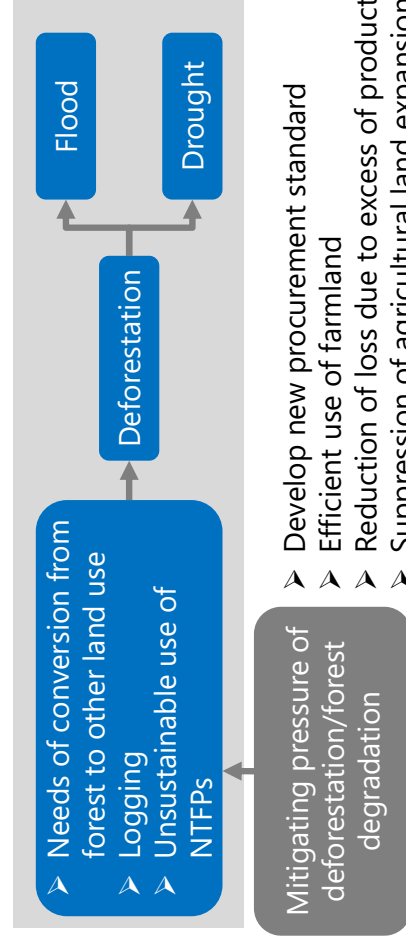 ➤ Needs of conversion from
forest to other land use
➤ Logging
➤ Unsustainable use of
NTFPs
Deforestation
Flood
Drought
Mitigating pressure of
deforestation/forest
degradation
➤ Develop new procurement standard
➤ Efficient use of farmland
➤ Reduction of loss due to excess of product
➤ Suppression of agricultural land expansion